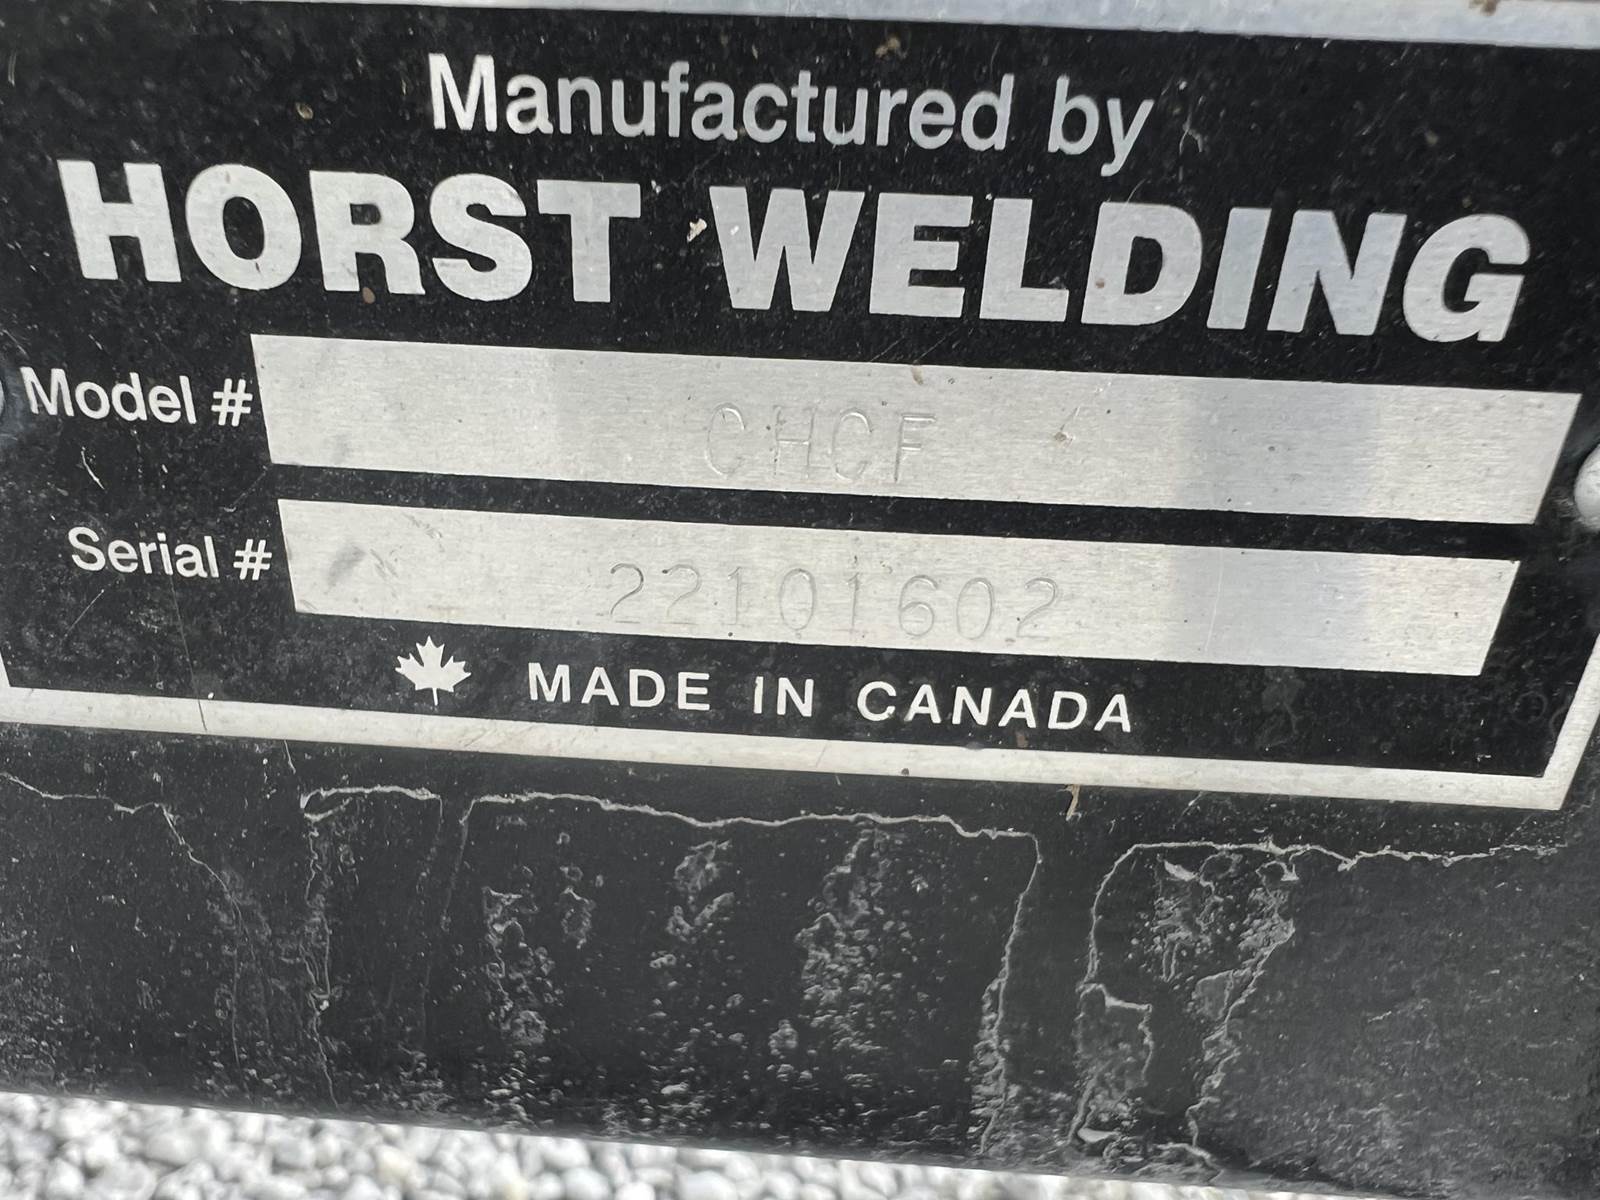 Manufactured by
HORST WELDING
Model # CHCF
Serial # 22101602
MADE IN CANADA